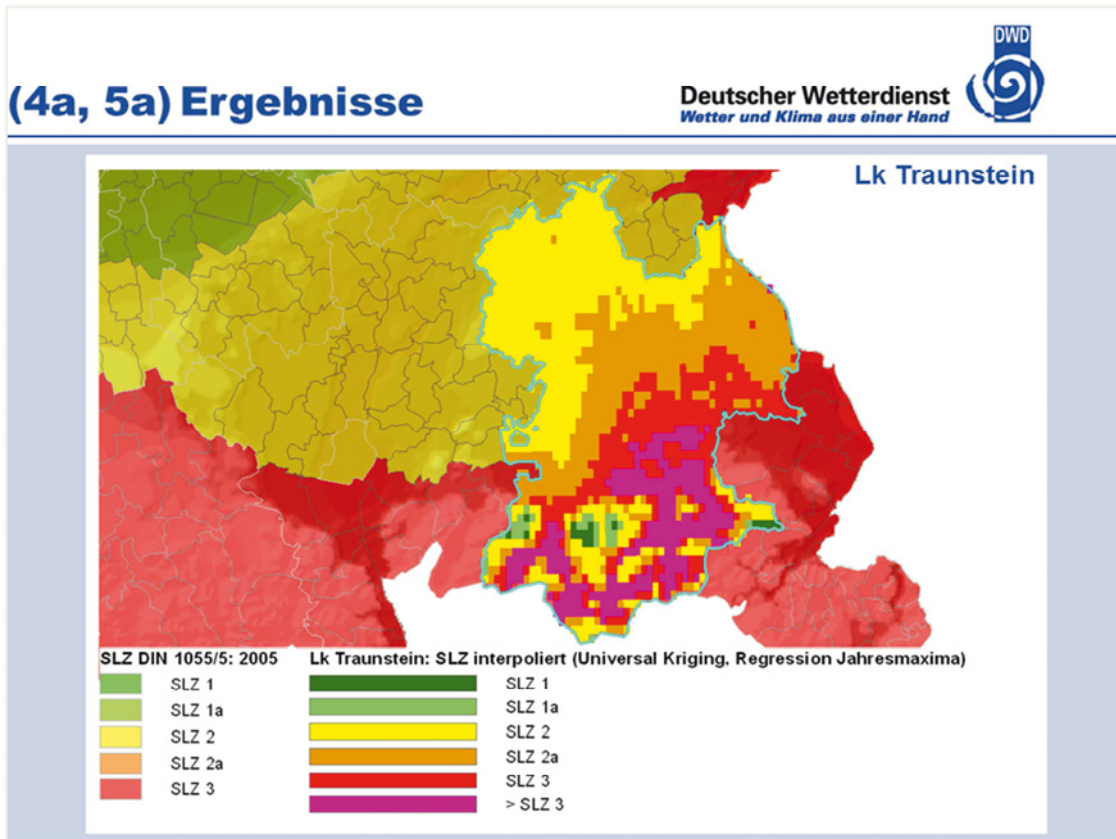 DWD
(4a, 5a) Ergebnisse
Deutscher Wetterdienst
Wetter und Klima aus einer Hand
Lk Traunstein
SLZ DIN 1055/5: 2005
SLZ 1
SLZ 1a
SLZ 2
SLZ 2a
SLZ 3
Lk Traunstein: SLZ interpoliert (Universal Kriging, Regression Jahresmaxima)
SLZ 1
SLZ 1a
SLZ 2
SLZ 2a
SLZ 3
> SLZ 3